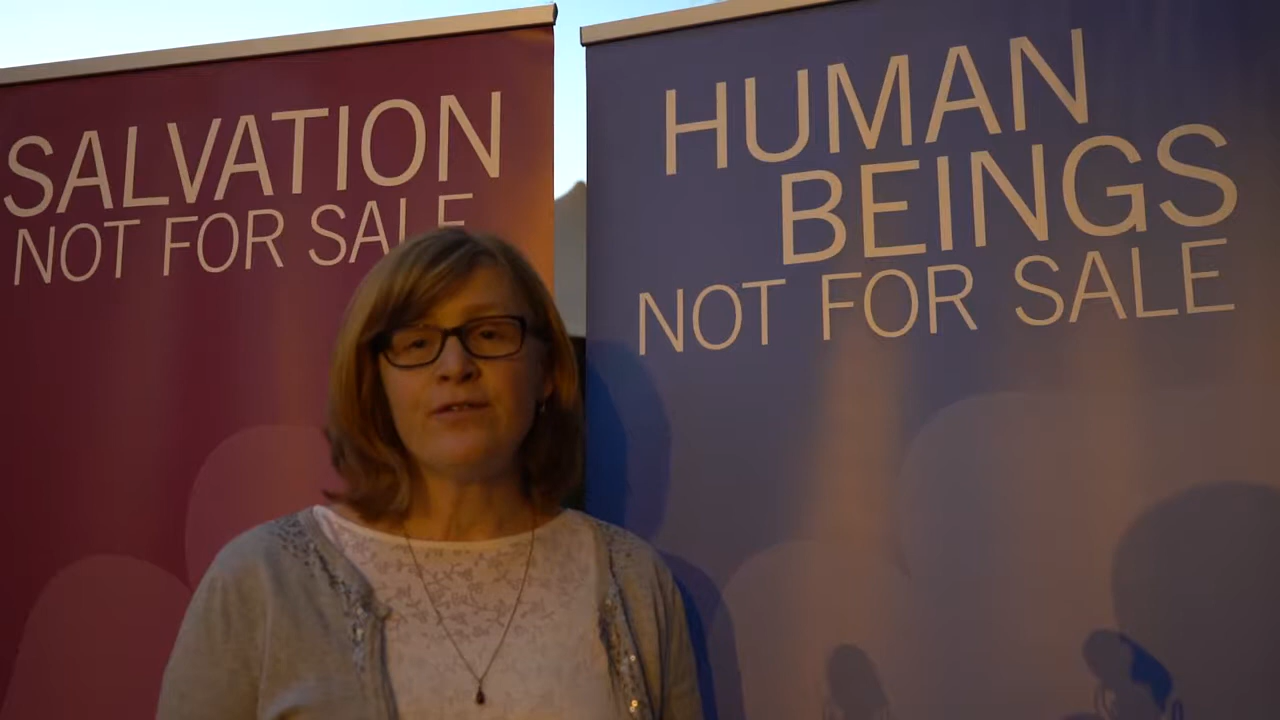 SALVATION
NOT FOR SALE
HUMAN
BEINGS
NOT FOR SALE